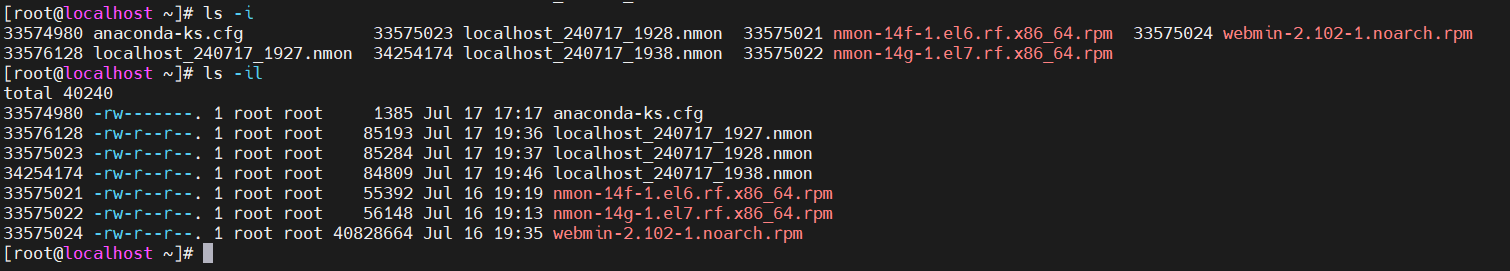 [root@localhost ~]# ls -i
33574980 anaconda-ks.cfg             33575023 localhost_240717_1928.nmon  33575021 nmon-14f-1.el6.rf.x86_64.rpm  33575024 webmin-2.102-1.noarch.rpm
33576128 localhost_240717_1927.nmon  34254174 localhost_240717_1938.nmon  33575022 nmon-14g-1.el7.rf.x86_64.rpm
[root@localhost ~]# ls -il
total 40240
33574980 -rw-------. 1 root root     1385 Jul 17 17:17 anaconda-ks.cfg
33576128 -rw-r--r--. 1 root root    85193 Jul 17 19:36 localhost_240717_1927.nmon
33575023 -rw-r--r--. 1 root root    85284 Jul 17 19:37 localhost_240717_1928.nmon
34254174 -rw-r--r--. 1 root root    84809 Jul 17 19:46 localhost_240717_1938.nmon
33575021 -rw-r--r--. 1 root root    55392 Jul 16 19:19 nmon-14f-1.el6.rf.x86_64.rpm
33575022 -rw-r--r--. 1 root root    56148 Jul 16 19:13 nmon-14g-1.el7.rf.x86_64.rpm
33575024 -rw-r--r--. 1 root root 40828664 Jul 16 19:35 webmin-2.102-1.noarch.rpm
[root@localhost ~]#